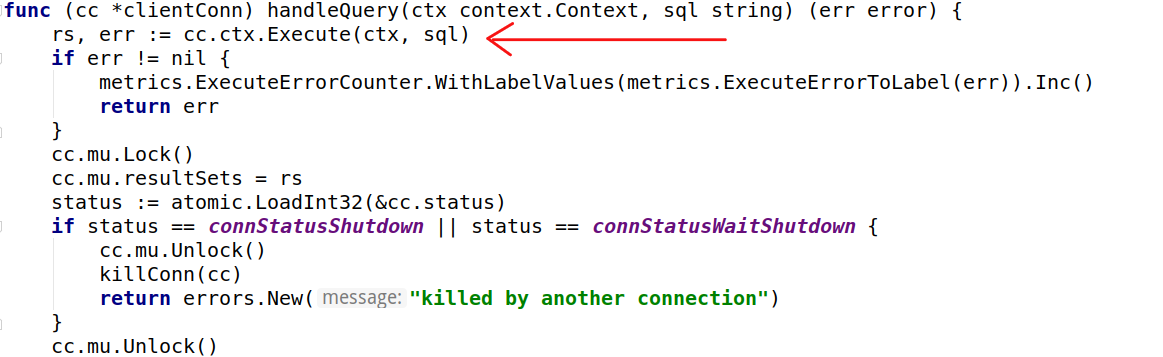 func (cc *clientConn) handleQuery(ctx context.Context, sql string) (err error) {
    rs, err := cc.ctx.Execute(ctx, sql)
    if err != nil {
        metrics.ExecuteErrorCounter.WithLabelValues(metrics.ExecuteErrorToLabel(err)).Inc()
        return err
    }
    cc.mu.Lock()
    cc.mu.resultSets = rs
    status := atomic.LoadInt32(&cc.status)
    if status == connStatusShutdown || status == connStatusWaitShutdown {
        cc.mu.Unlock()
        killConn(cc)
        return errors.New( message: "killed by another connection")
    }
    cc.mu.Unlock()